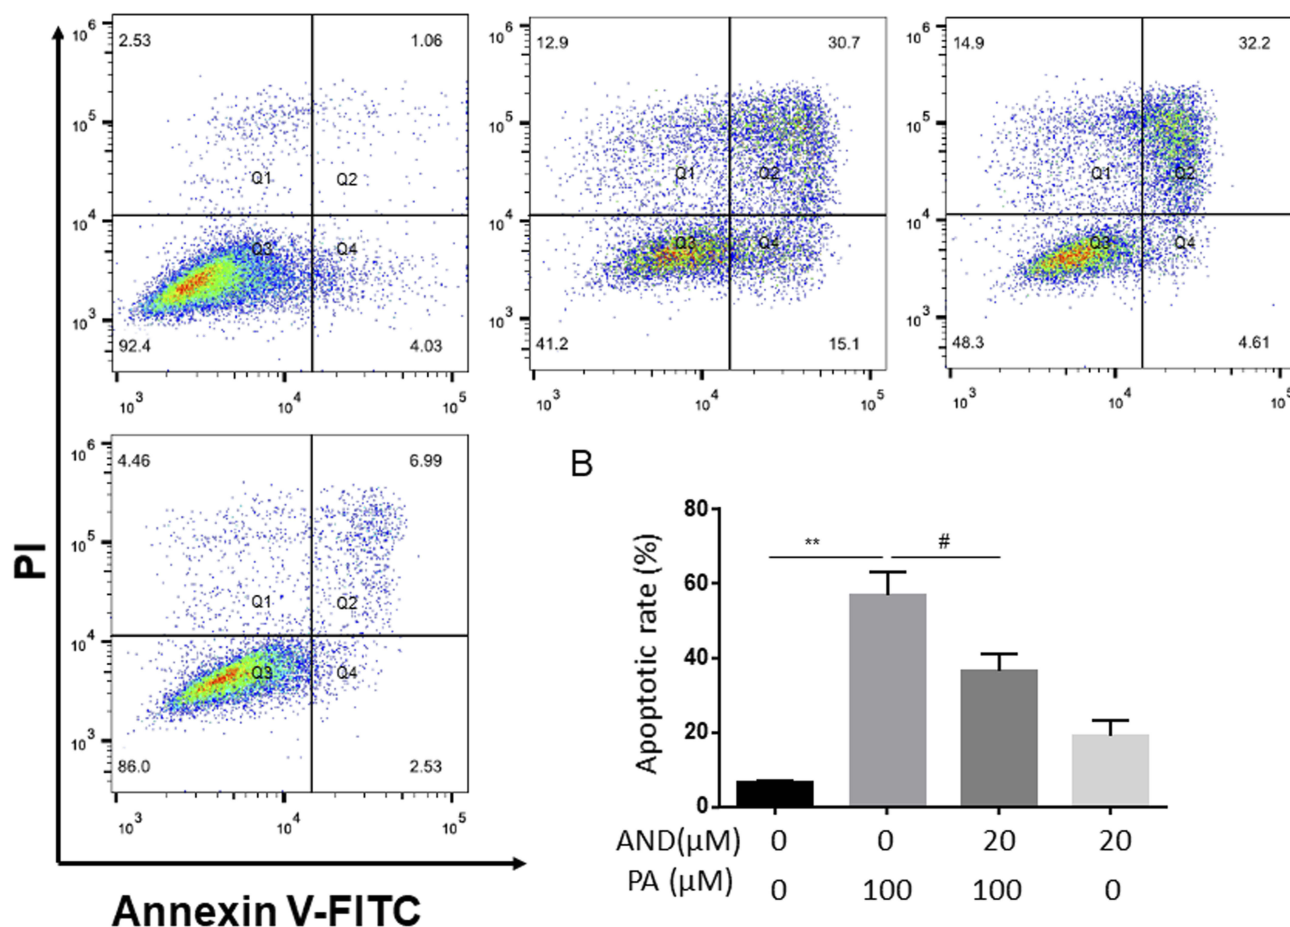 10^6 2.53 1.06
10^5
Q1 Q2
10^4
Q3 Q4
10^3
92.4 4.03
10^3 10^4 10^5
10^6 12.9 30.7
10^5
Q1 Q2
10^4
Q3 Q4
10^3
41.2 15.1
10^3 10^4 10^5
10^6 14.9 32.2
10^5
Q1 Q2
10^4
Q3 Q4
10^3
48.3 4.61
10^3 10^4 10^5
10^6 4.46 6.99
10^5
Q1 Q2
10^4
Q3 Q4
10^3
86.0 2.53
10^3 10^4 10^5
PI
Annexin V-FITC
B
Apoptotic rate (%)
80
60
40
20
0
** #
AND(μM) 0 0 20 20
PA (μM) 0 100 100 0